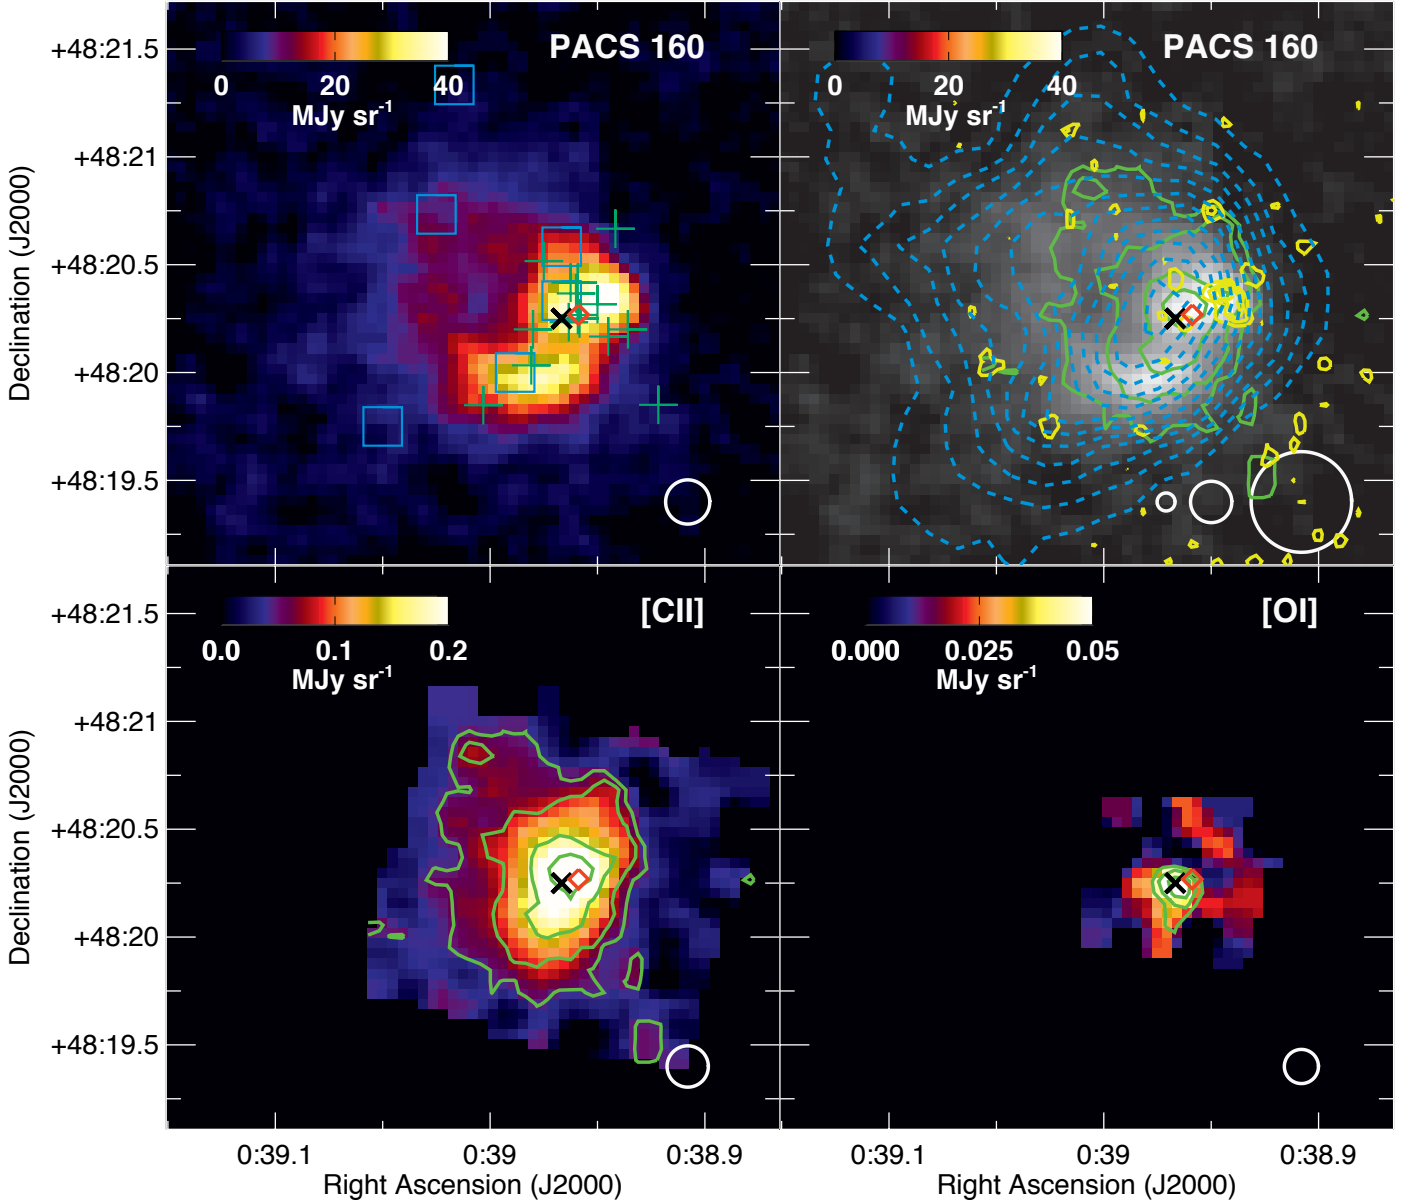 PACS 160
0 20 40
MJy sr⁻¹
+48:21.5
+48:21
+48:20.5
+48:20
+48:19.5
Declination (J2000)
PACS 160
0 20 40
MJy sr⁻¹
[CII]
0.0 0.1 0.2
MJy sr⁻¹
+48:21.5
+48:21
+48:20.5
+48:20
+48:19.5
Declination (J2000)
0:39.1 0:39 0:38.9
Right Ascension (J2000)
[OI]
0.000 0.025 0.05
MJy sr⁻¹
0:39.1 0:39 0:38.9
Right Ascension (J2000)